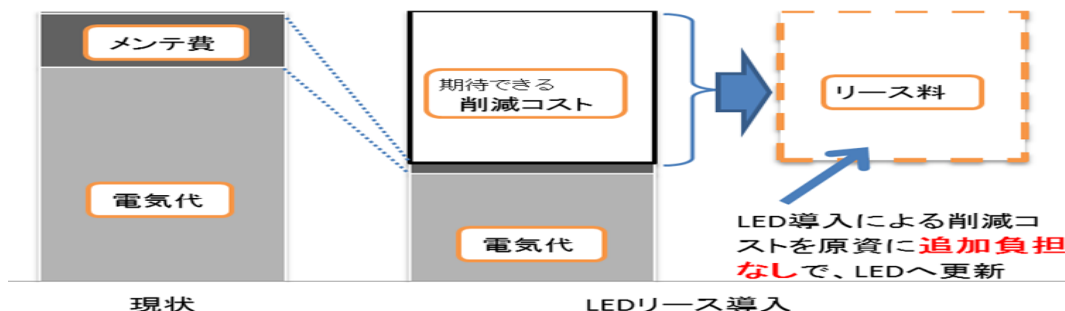 メンテ費
電気代
現状
期待できる
削減コスト
電気代
LEDリース導入
リース料
LED導入による削減コ
ストを原資に追加負担
なしで、LEDへ更新